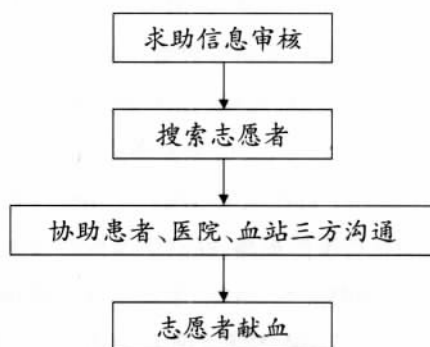 求助信息审核
搜索志愿者
协助患者、医院、血站三方沟通
志愿者献血